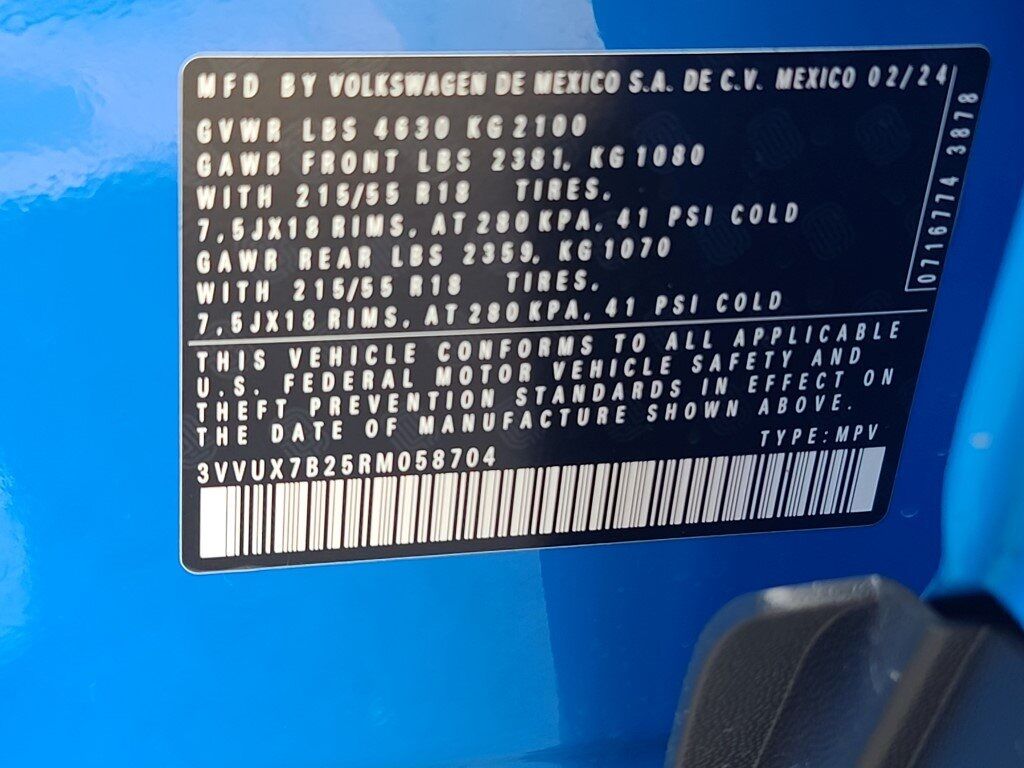 MFD BY VOLKSWAGEN DE MEXICO S.A. DE C.V. MEXICO 02/24
GVWR LBS 4630 KG 2100
GAWR FRONT LBS 2381, KG 1080
WITH 215/55 R18 TIRES.
7,5JX18 RIMS, AT 280 KPA, 41 PSI COLD
GAWR REAR LBS 2359, KG 1070
WITH 215/55 R18 TIRES.
7,5JX18 RIMS, AT 280 KPA, 41 PSI COLD
0716774 3878
THIS VEHICLE CONFORMS TO ALL APPLICABLE
U.S. FEDERAL MOTOR VEHICLE SAFETY AND
THEFT PREVENTION STANDARDS IN EFFECT ON
THE DATE OF MANUFACTURE SHOWN ABOVE.
TYPE: MPV
3VVUX7B25RM058704